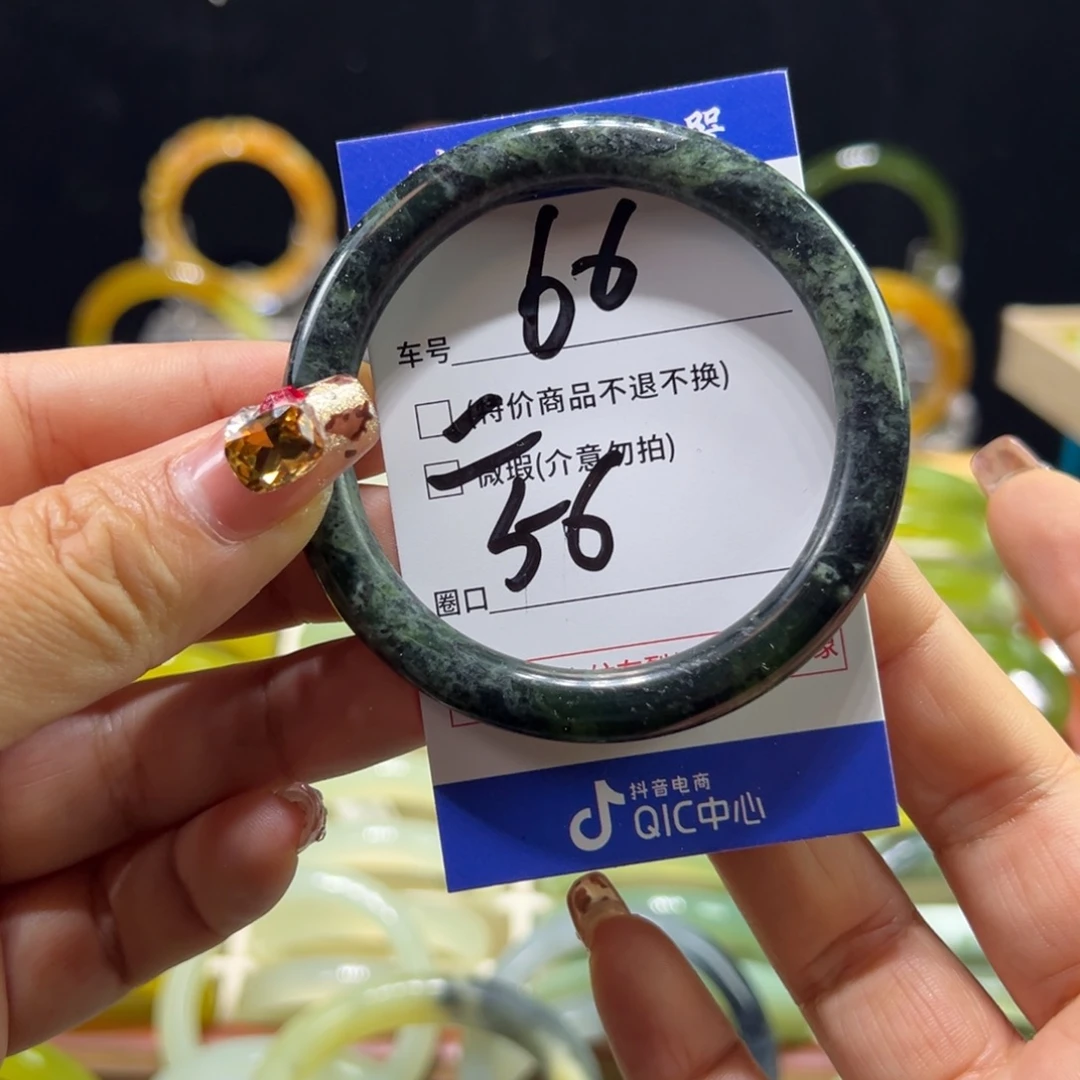 66
车号
(特价商品不退不换)
微瑕(介意勿拍)
56
圈口
抖音电商
QIC中心